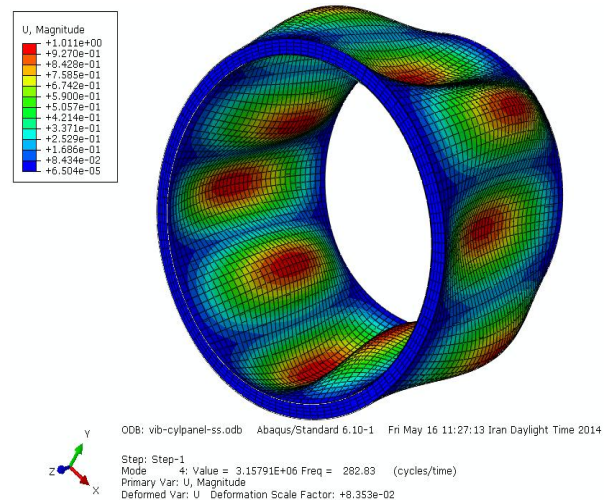 U, Magnitude
+1.011e+00
+9.270e-01
+8.428e-01
+7.585e-01
+6.742e-01
+5.900e-01
+5.057e-01
+4.214e-01
+3.371e-01
+2.529e-01
+1.686e-01
+8.434e-02
+6.504e-05
Y
Z
X
ODB: vib-cylpanel-ss.odb Abaqus/Standard 6.10-1 Fri May 16 11:27:13 Iran Daylight Time 2014
Step: Step-1
Mode 4: Value = 3.15791E+06 Freq = 282.83 (cycles/time)
Primary Var: U, Magnitude
Deformed Var: U Deformation Scale Factor: +8.353e-02